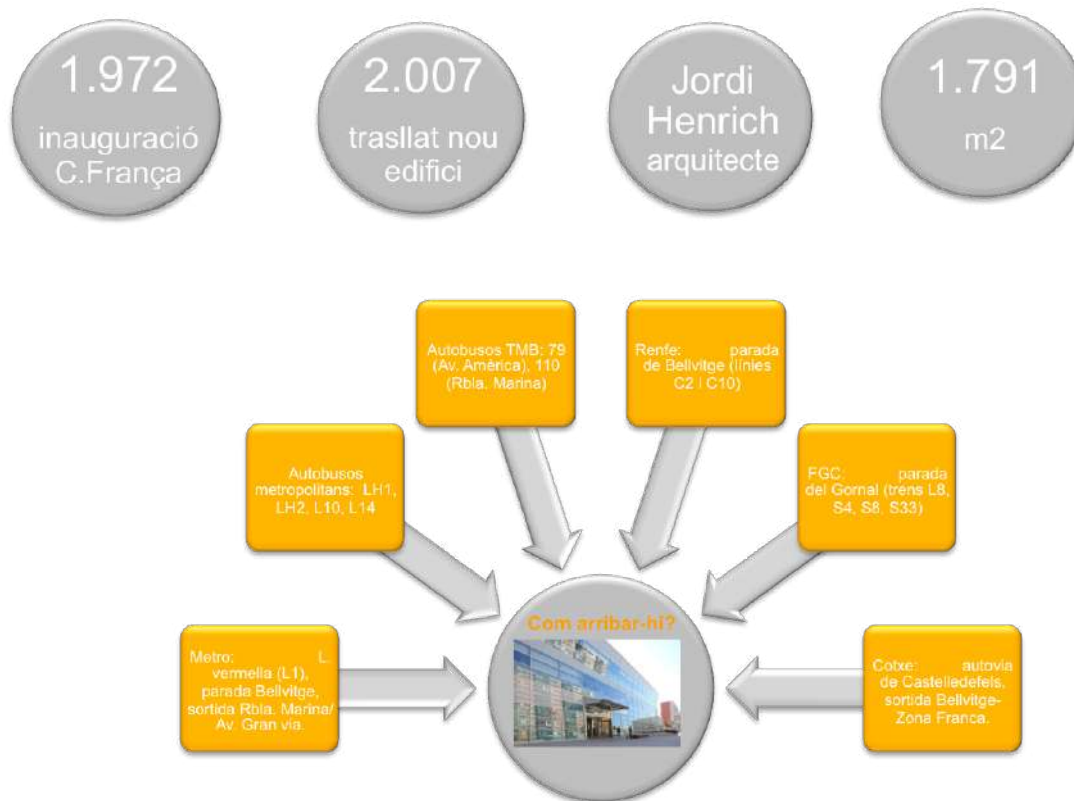 1.972
inauguració
C.França
2.007
trasllat nou
edifici
Jordi
Henrich
arquitecte
1.791
m2
Autobusos TMB: 79
(Av. Amèrica), 110
(Rbla. Marina)
Renfe: parada
de Bellvitge (línies
C2 i C10)
Autobusos
metropolitans: LH1,
LH2, L10, L14
FGC: parada
del Gornal (trens L8,
S4, S8, S33)
Com arribar-hi?
Metro: L.
vermella (L1),
parada Bellvitge,
sortida Rbla. Marina/
Av. Gran via.
Cotxe: autovia
de Castelledefels,
sortida Bellvitge-
Zona Franca.